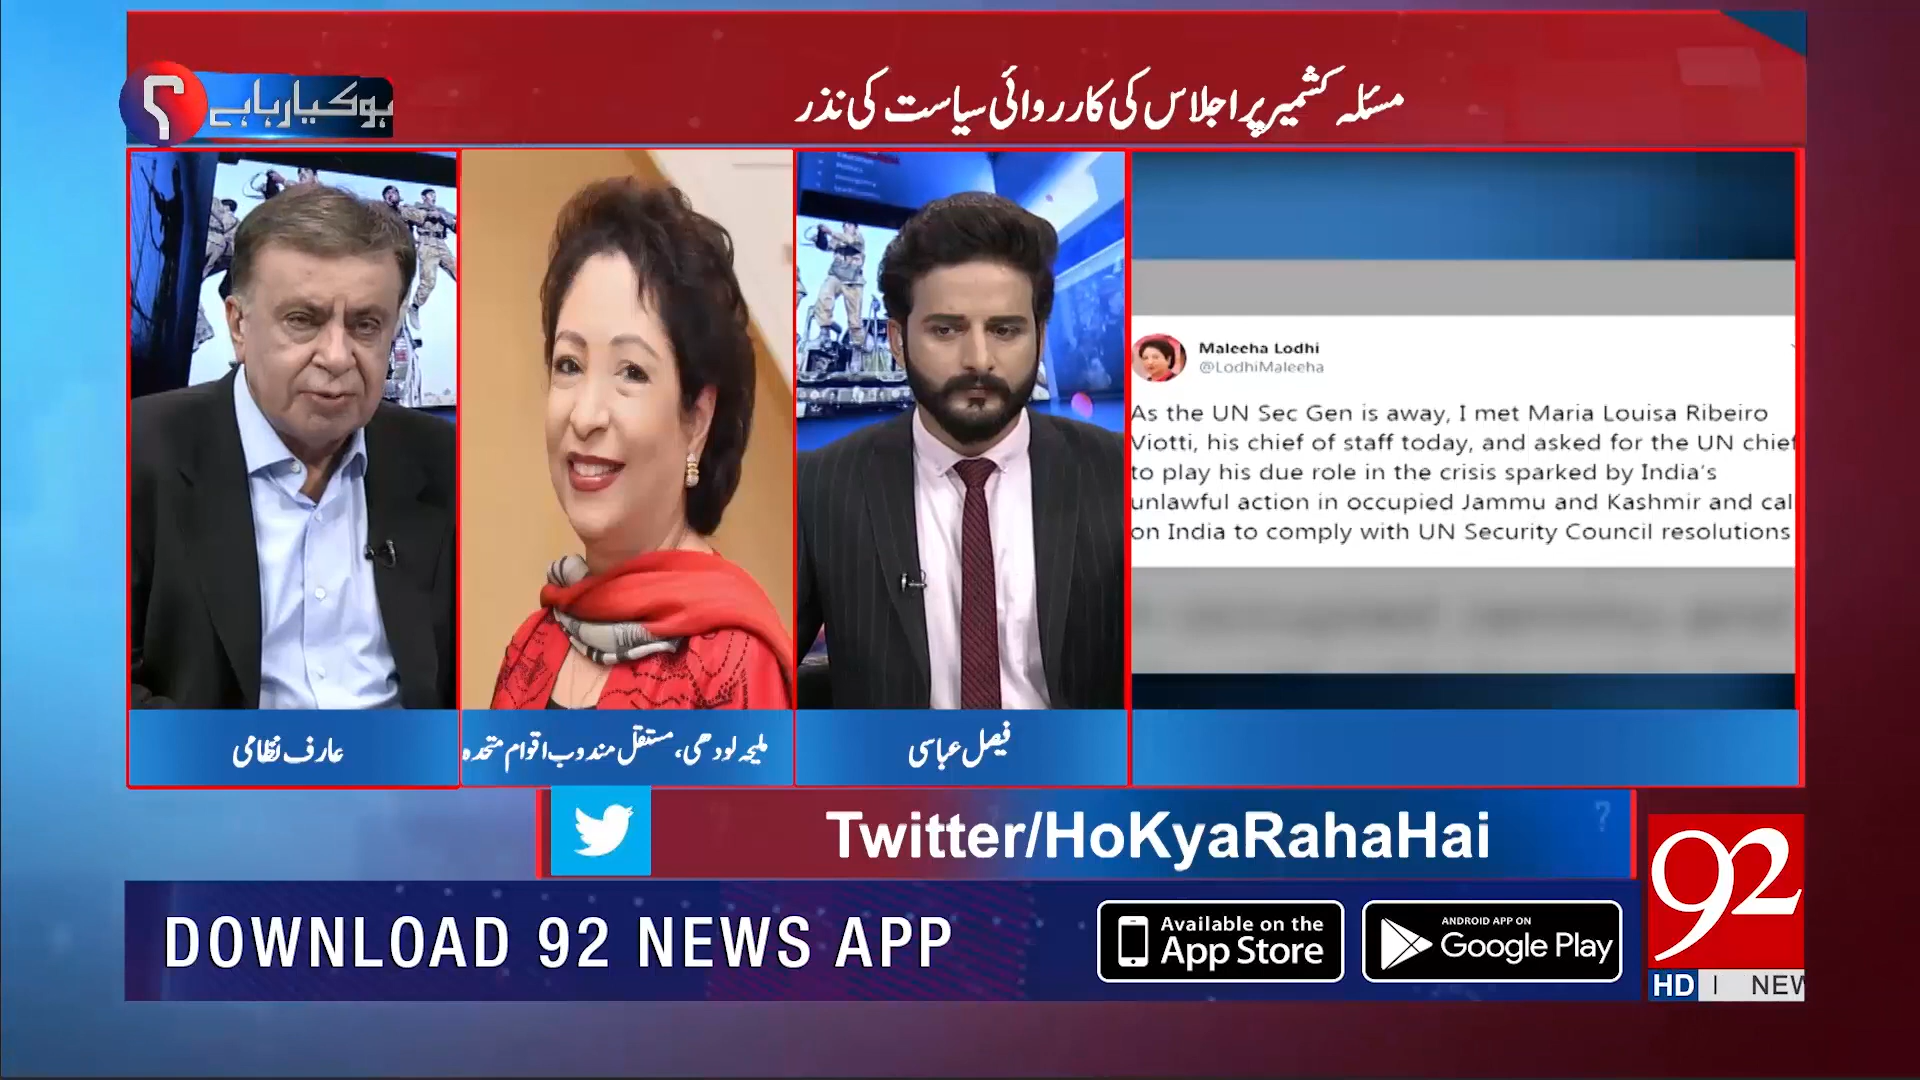 مسئلہ کشمیر پر اجلاس کی کارروائی سیاست کی نذر
ہو کیا رہا ہے ؟
Maleeha Lodhi
@LodhiMaleeha
As the UN Sec Gen is away, I met Maria Louisa Ribeiro
Viotti, his chief of staff today, and asked for the UN chief
to play his due role in the crisis sparked by India's
unlawful action in occupied Jammu and Kashmir and cal
on India to comply with UN Security Council resolutions
عارف نظامی
ملیحہ لودھی، مستقل مندوب اقوام متحدہ
فیصل عباسی
Twitter/HoKyaRahaHai
DOWNLOAD 92 NEWS APP
Available on the
App Store
ANDROID APP ON
Google Play
92
HD NEW